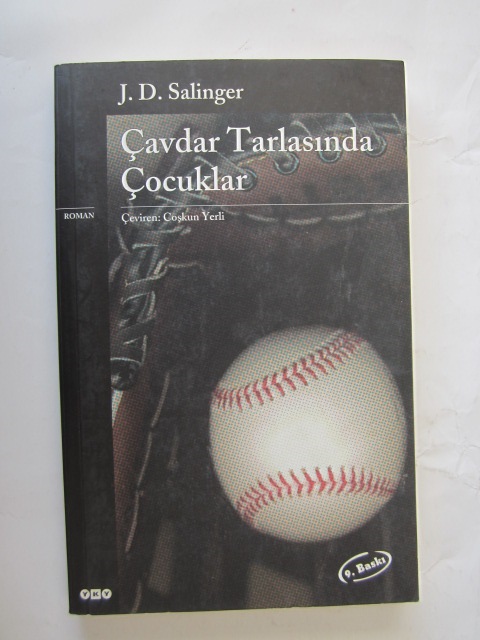 J. D. Salinger
Çavdar Tarlasında
Çocuklar
ROMAN
Çeviren: Coşkun Yerli
9. Baskı
YKY